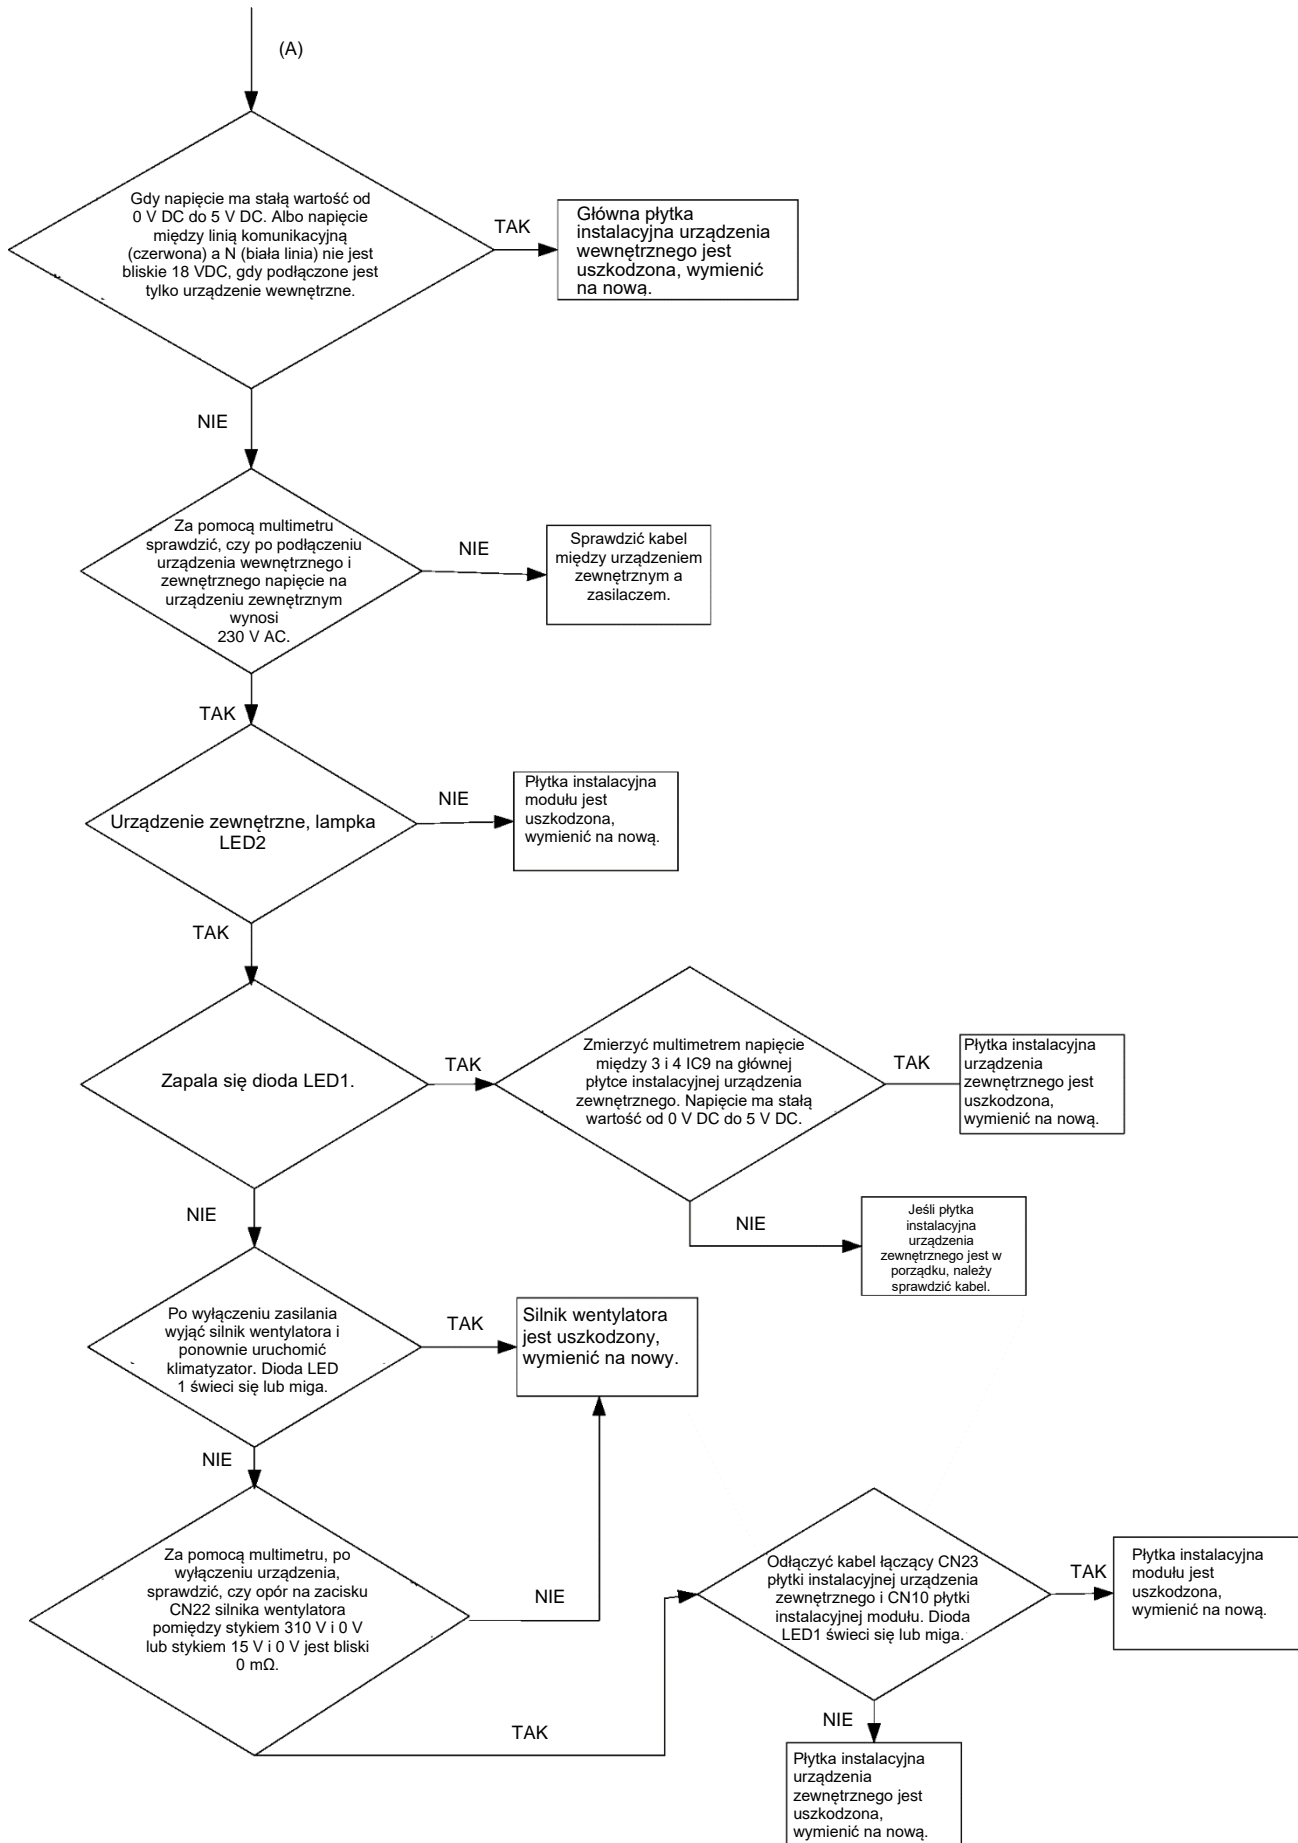 (A)
Gdy napięcie ma stałą wartość od
0 V DC do 5 V DC. Albo napięcie
między linią komunikacyjną
(czerwona) a N (biała linia) nie jest
bliskie 18 VDC, gdy podłączone jest
tylko urządzenie wewnętrzne.
TAK
Główna płytka
instalacyjna urządzenia
wewnętrznego jest
uszkodzona, wymienić
na nową.
NIE
Za pomocą multimetru
sprawdzić, czy po podłączeniu
urządzenia wewnętrznego i
zewnętrznego napięcie na
urządzeniu zewnętrznym
wynosi
230 V AC.
NIE
Sprawdzić kabel
między urządzeniem
zewnętrznym a
zasilaczem.
TAK
Urządzenie zewnętrzne, lampka
LED2
NIE
Płytka instalacyjna
modułu jest
uszkodzona,
wymienić na nową.
TAK
Zapala się dioda LED1.
TAK
Zmierzyć multimetrem napięcie
między 3 i 4 IC9 na głównej
płytce instalacyjnej urządzenia
zewnętrznego. Napięcie ma stałą
wartość od 0 V DC do 5 V DC.
TAK
Płytka instalacyjna
urządzenia
zewnętrznego jest
uszkodzona,
wymienić na nową.
NIE
Jeśli płytka
instalacyjna
urządzenia
zewnętrznego jest w
porządku, należy
sprawdzić kabel.
NIE
Po wyłączeniu zasilania
wyjąć silnik wentylatora i
ponownie uruchomić
klimatyzator. Dioda LED
1 świeci się lub miga.
TAK
Silnik wentylatora
jest uszkodzony,
wymienić na nowy.
NIE
Za pomocą multimetru, po
wyłączeniu urządzenia,
sprawdzić, czy opór na zacisku
CN22 silnika wentylatora
pomiędzy stykiem 310 V i 0 V
lub stykiem 15 V i 0 V jest bliski
0 mΩ.
NIE
TAK
Odłączyć kabel łączący CN23
płytki instalacyjnej urządzenia
zewnętrznego i CN10 płytki
instalacyjnej modułu. Dioda
LED1 świeci się lub miga.
TAK
Płytka instalacyjna
modułu jest
uszkodzona,
wymienić na nową.
NIE
Płytka instalacyjna
urządzenia
zewnętrznego jest
uszkodzona,
wymienić na nową.